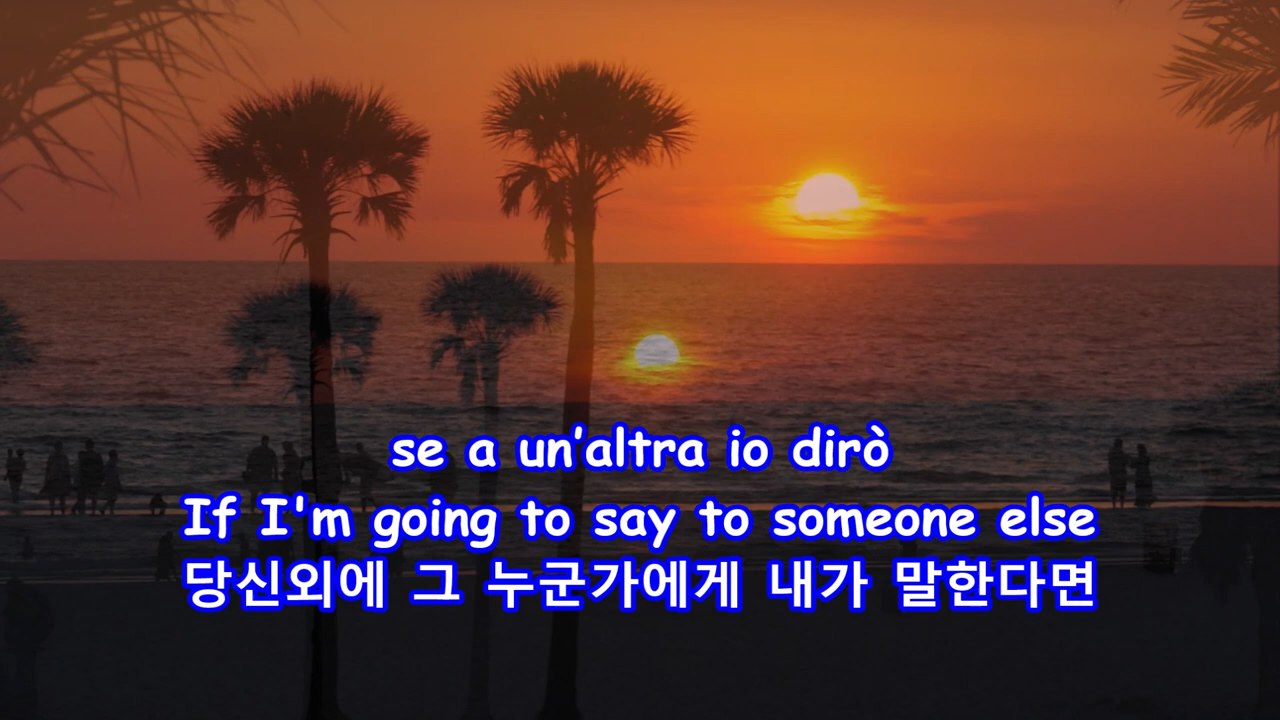 se a un’altra io dirò
If I'm going to say to someone else
당신외에 그 누군가에게 내가 말한다면